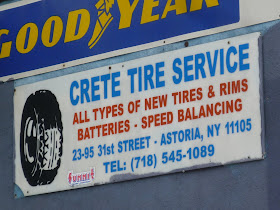 GOOD YEAR
CRETE TIRE SERVICE
ALL TYPES OF NEW TIRES & RIMS
BATTERIES - SPEED BALANCING
23-95 31ST STREET - ASTORIA, NY 11105
TEL: (718) 545-1089